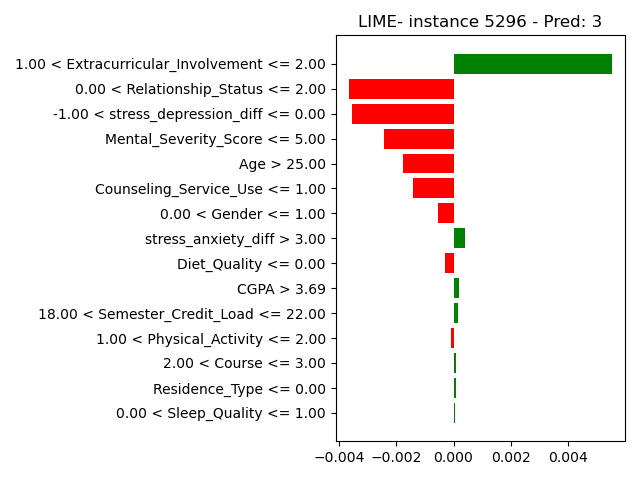 LIME- instance 5296 - Pred: 3
1.00 < Extracurricular_Involvement <= 2.00
0.00 < Relationship_Status <= 2.00
-1.00 < stress_depression_diff <= 0.00
Mental_Severity_Score <= 5.00
Age > 25.00
Counseling_Service_Use <= 1.00
0.00 < Gender <= 1.00
stress_anxiety_diff > 3.00
Diet_Quality <= 0.00
CGPA > 3.69
18.00 < Semester_Credit_Load <= 22.00
1.00 < Physical_Activity <= 2.00
2.00 < Course <= 3.00
Residence_Type <= 0.00
0.00 < Sleep_Quality <= 1.00
−0.004 −0.002 0.000 0.002 0.004